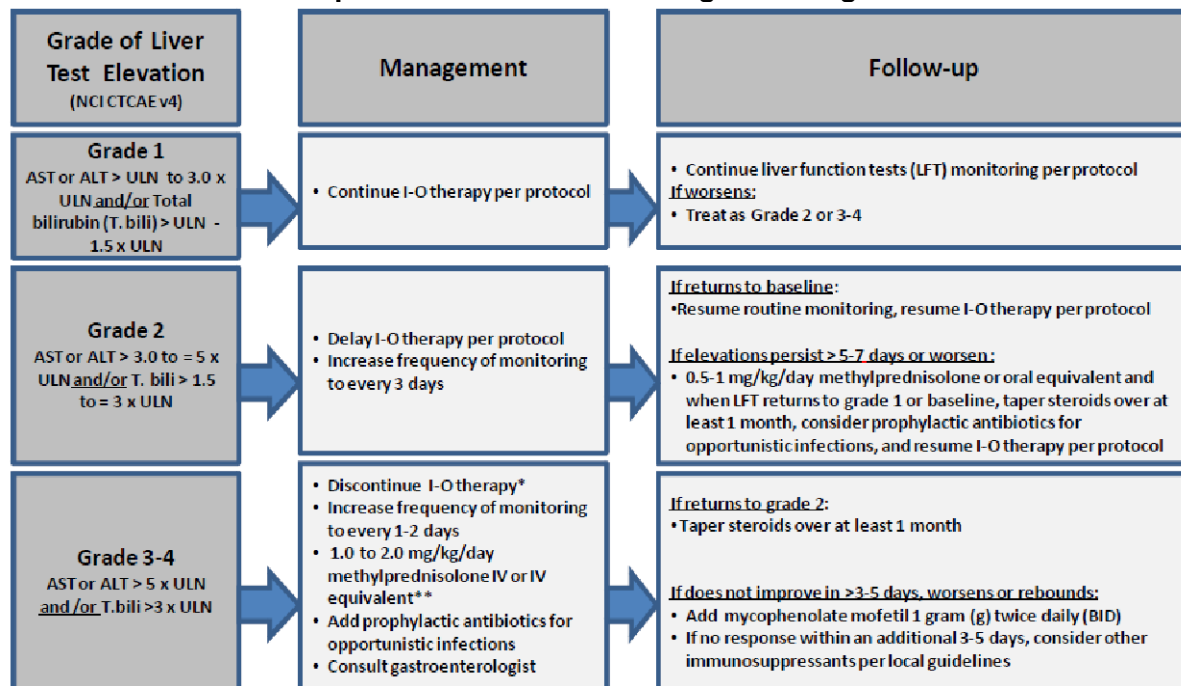 Grade of Liver
Test Elevation
(NCI CTCAE v4)
Management
Follow-up
Grade 1
AST or ALT > ULN to 3.0 x
ULN and/or Total
bilirubin (T. bili) > ULN -
1.5 x ULN
• Continue I-O therapy per protocol
• Continue liver function tests (LFT) monitoring per protocol
If worsens:
• Treat as Grade 2 or 3-4
Grade 2
AST or ALT > 3.0 to = 5 x
ULN and/or T. bili > 1.5
to = 3 x ULN
• Delay I-O therapy per protocol
• Increase frequency of monitoring
to every 3 days
If returns to baseline:
•Resume routine monitoring, resume I-O therapy per protocol
If elevations persist > 5-7 days or worsen :
• 0.5-1 mg/kg/day methylprednisolone or oral equivalent and
when LFT returns to grade 1 or baseline, taper steroids over at
least 1 month, consider prophylactic antibiotics for
opportunistic infections, and resume I-O therapy per protocol
Grade 3-4
AST or ALT > 5 x ULN
and /or T.bili >3 x ULN
• Discontinue I-O therapy*
• Increase frequency of monitoring
to every 1-2 days
• 1.0 to 2.0 mg/kg/day
methylprednisolone IV or IV
equivalent**
• Add prophylactic antibiotics for
opportunistic infections
• Consult gastroenterologist
If returns to grade 2:
•Taper steroids over at least 1 month
If does not improve in >3-5 days, worsens or rebounds:
• Add mycophenolate mofetil 1 gram (g) twice daily (BID)
• If no response within an additional 3-5 days, consider other
immunosuppressants per local guidelines